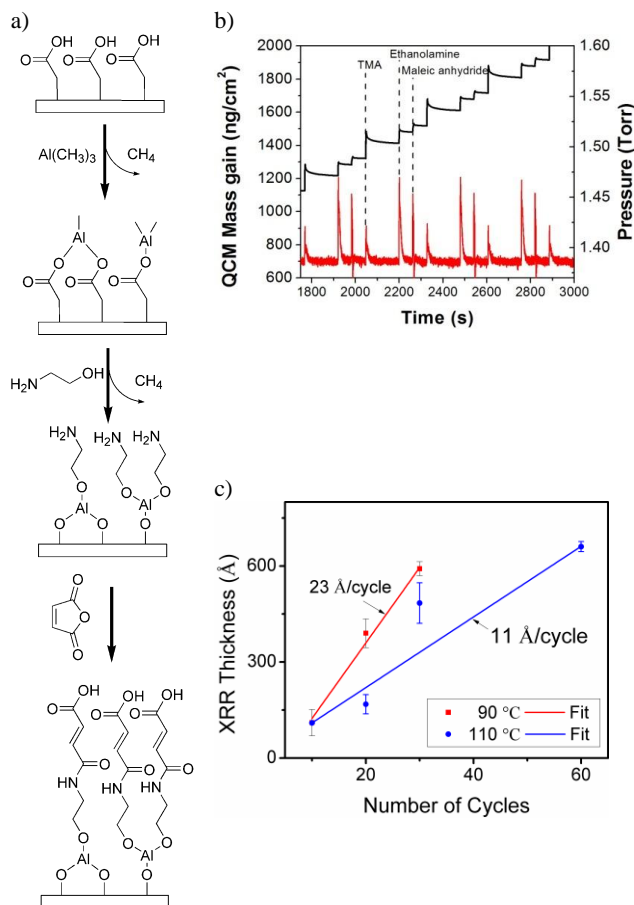 a)
OH
OH
OH
O
O
O
Al(CH₃)₃
CH₄
Al
Al
O
O
O
O
O
O
H₂N
OH
CH₄
H₂N
H₂N
H₂N
O
O
O
Al
Al
O
O
O
O
O
O
OH
OH
OH
O
O
O
O
O
O
HN
HN
HN
O
O
O
Al
Al
O
O
O
b)
QCM Mass gain (ng/cm²)
2000
1800
1600
1400
1200
1000
800
600
TMA
Ethanolamine
Maleic anhydride
1.60
1.55
1.50
1.45
1.40
Pressure (Torr)
1800 2000 2200 2400 2600 2800 3000
Time (s)
c)
XRR Thickness (Å)
600
300
0
23 Å/cycle
11 Å/cycle
90 °C Fit
110 °C Fit
20 40 60
Number of Cycles